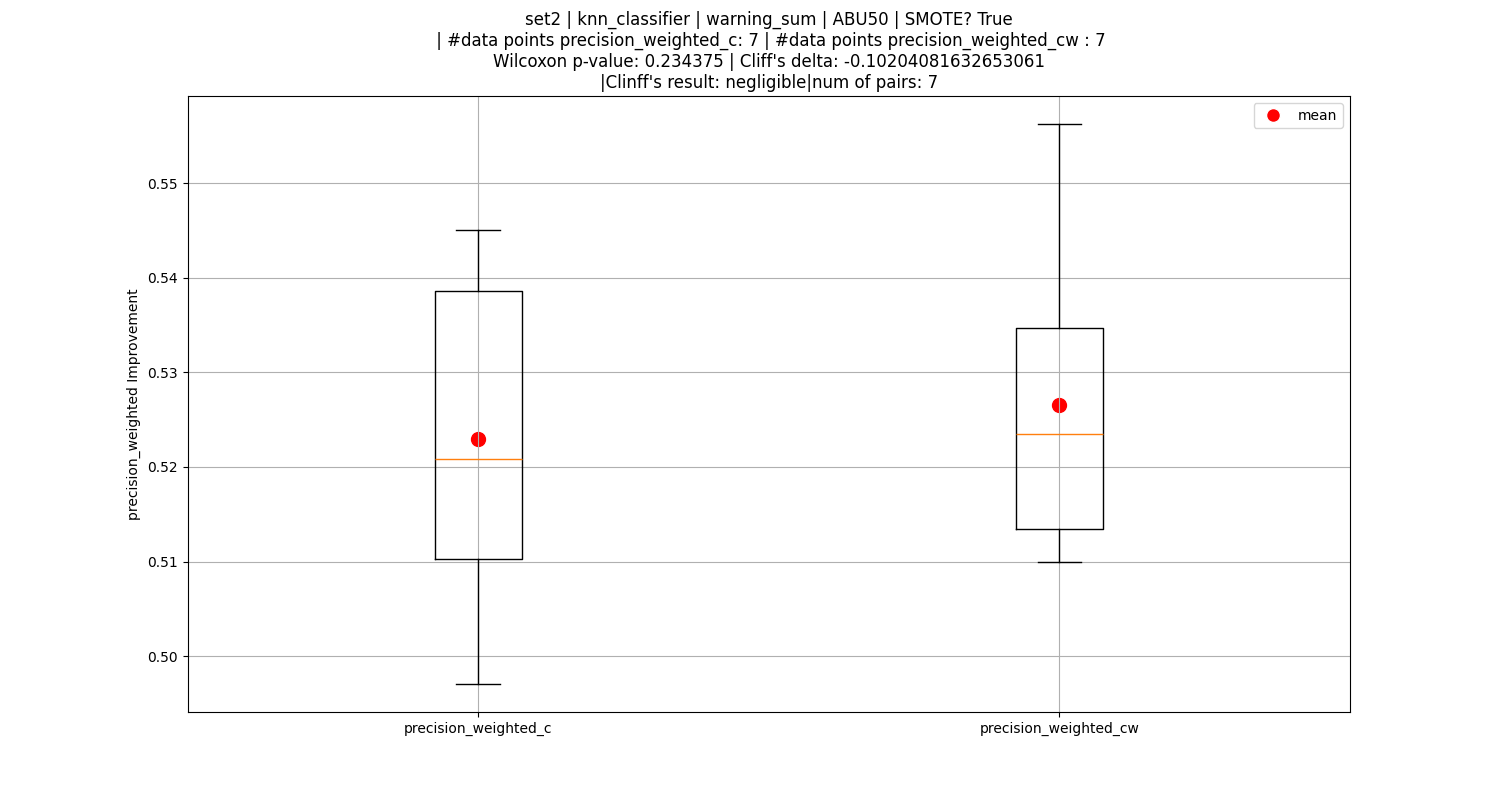 set2 | knn_classifier | warning_sum | ABU50 | SMOTE? True
| #data points precision_weighted_c: 7 | #data points precision_weighted_cw : 7
Wilcoxon p-value: 0.234375 | Cliff's delta: -0.10204081632653061
|Clinff's result: negligible|num of pairs: 7
mean
0.55
0.54
0.53
0.52
0.51
0.50
precision_weighted Improvement
precision_weighted_c
precision_weighted_cw